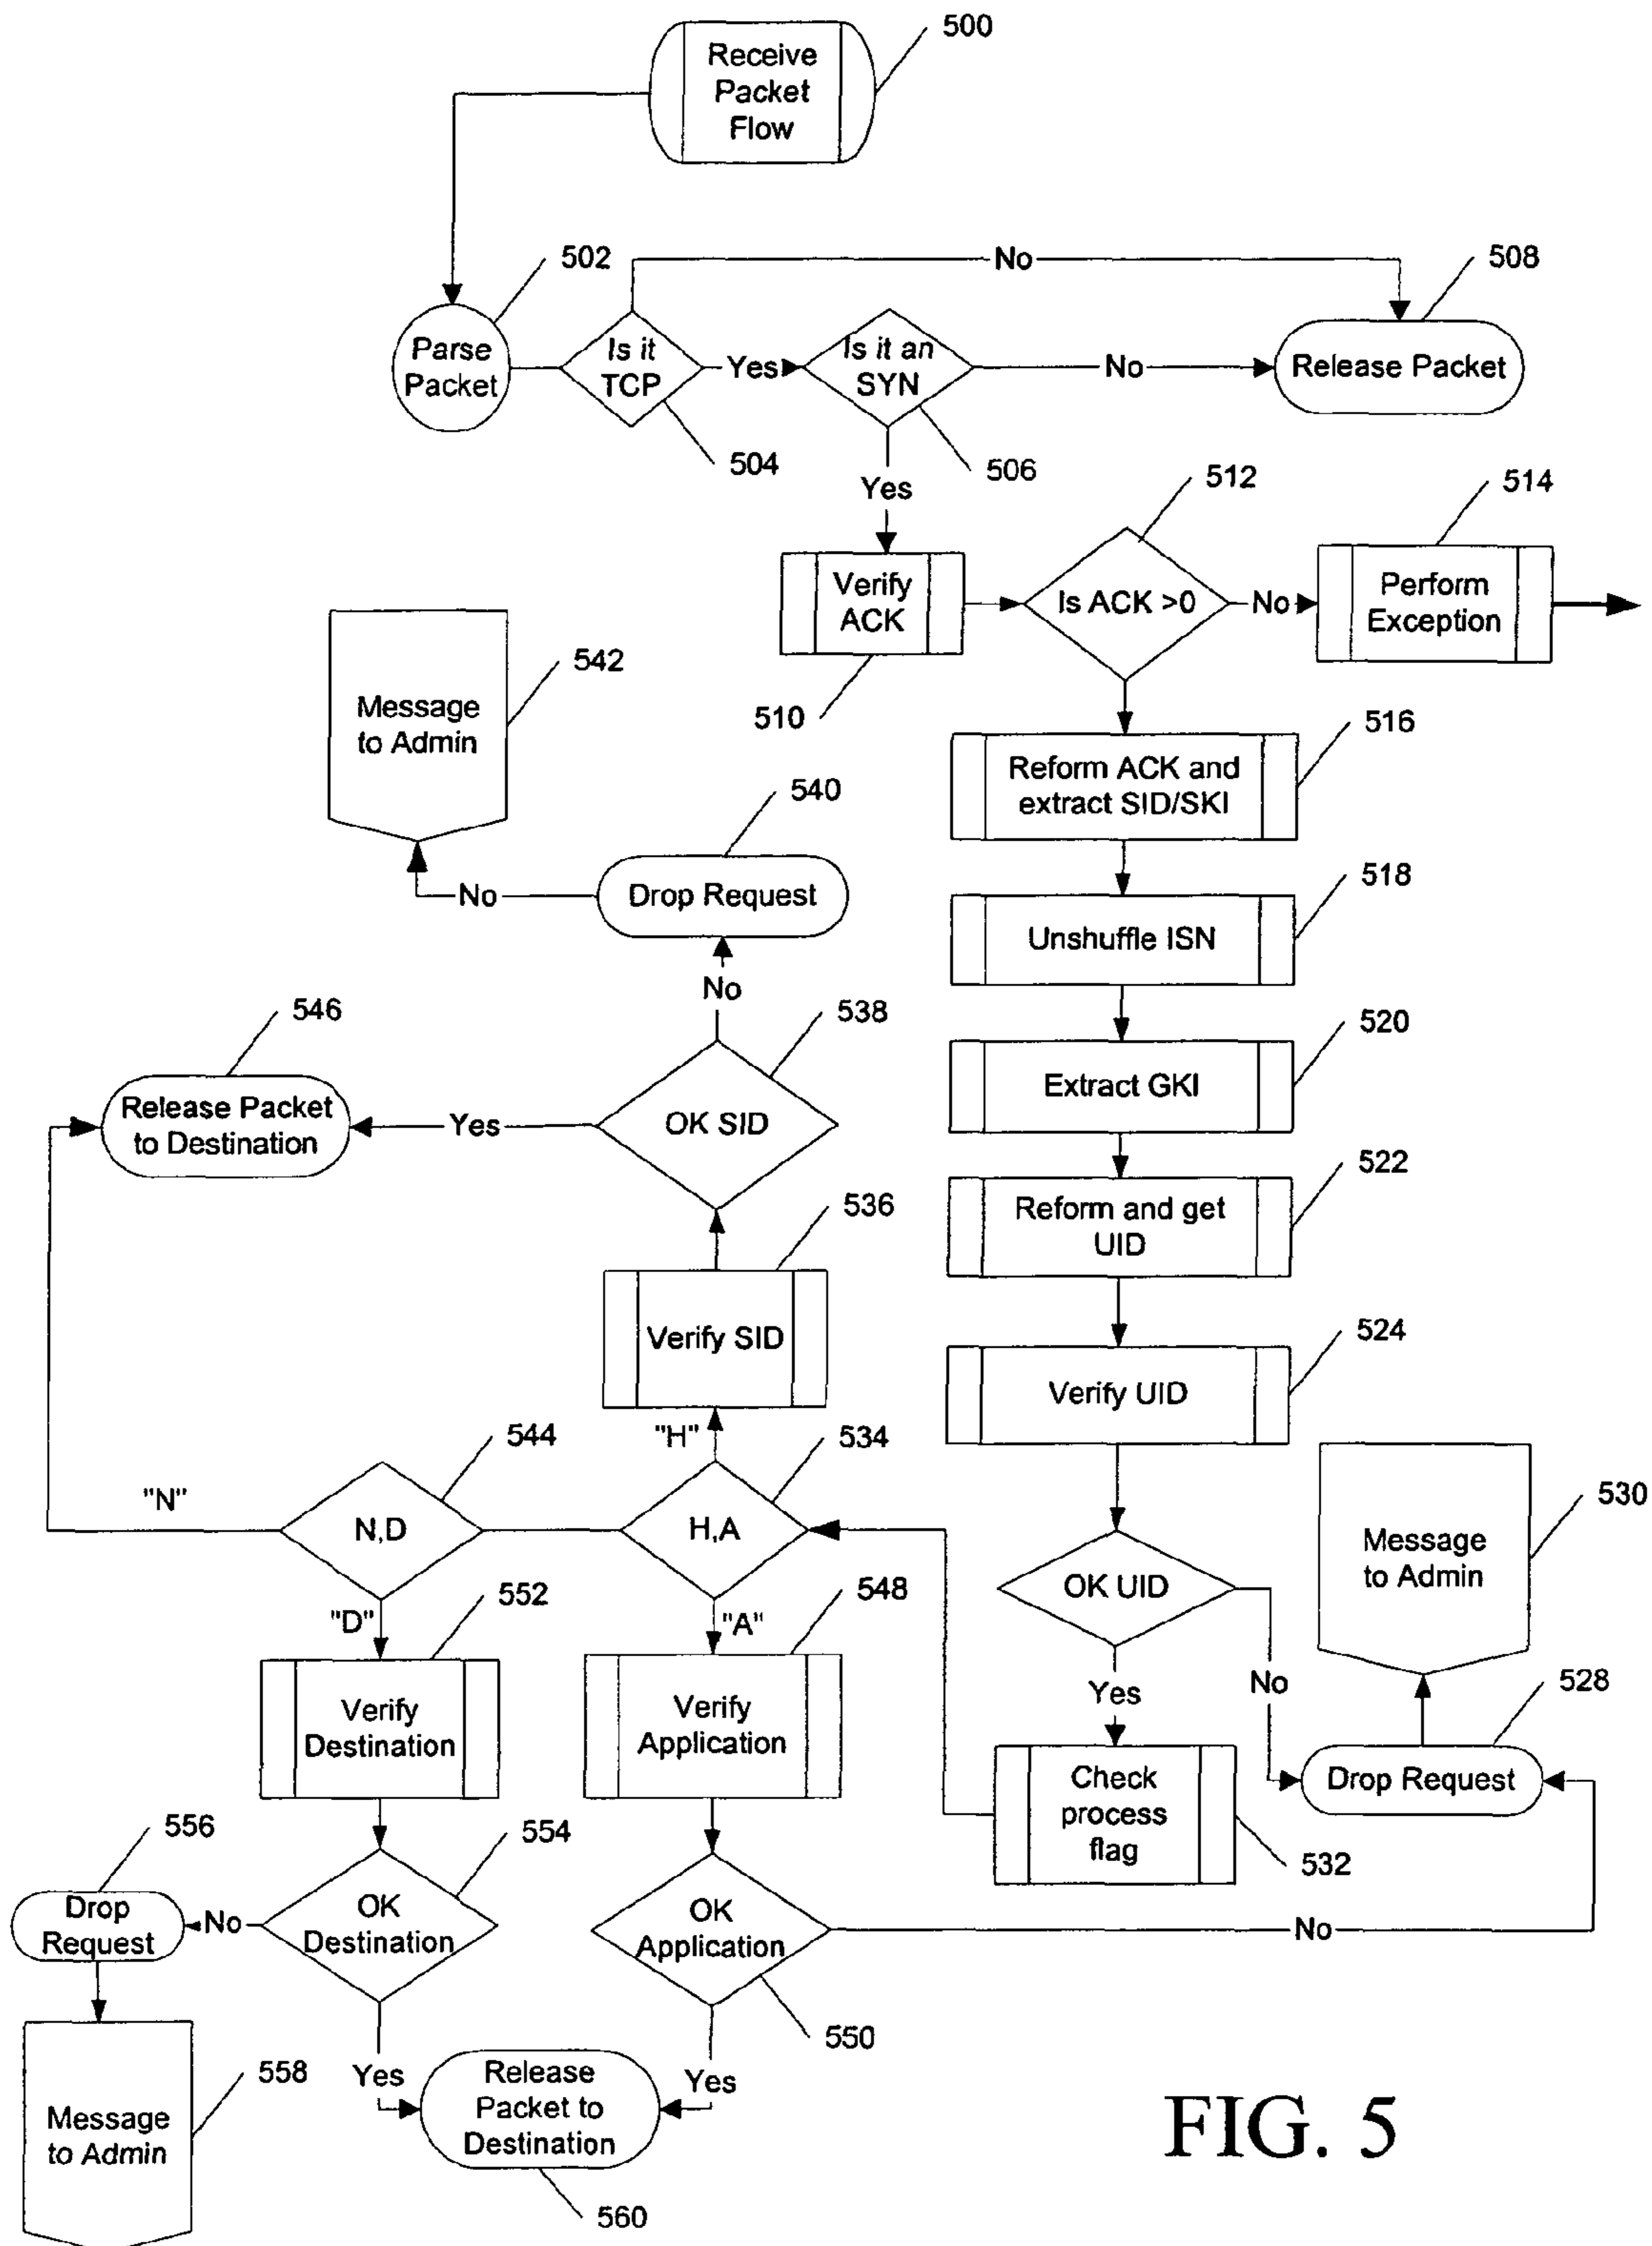 500
Receive
Packet
Flow
502
No
508
Parse
Packet
Is it
TCP
Yes
Is it an
SYN
No
Release Packet
504
506
Yes
512
514
Verify
ACK
Is ACK >0
No
Perform
Exception
510
542
Message
to Admin
516
Reform ACK and
extract SID/SKI
540
Drop Request
No
518
Unshuffle ISN
No
546
538
520
Release Packet
to Destination
Yes
OK SID
Extract GKI
522
Reform and get
UID
536
Verify SID
524
Verify UID
544
"H"
534
"N"
N,D
H,A
530
Message
to Admin
OK UID
552
548
"D"
"A"
Verify
Destination
Verify
Application
Yes
No
528
Drop Request
Check
process
flag
532
556
554
Drop
Request
No
OK
Destination
OK
Application
No
550
558
Yes
Yes
Message
to Admin
Release
Packet to
Destination
560
FIG. 5